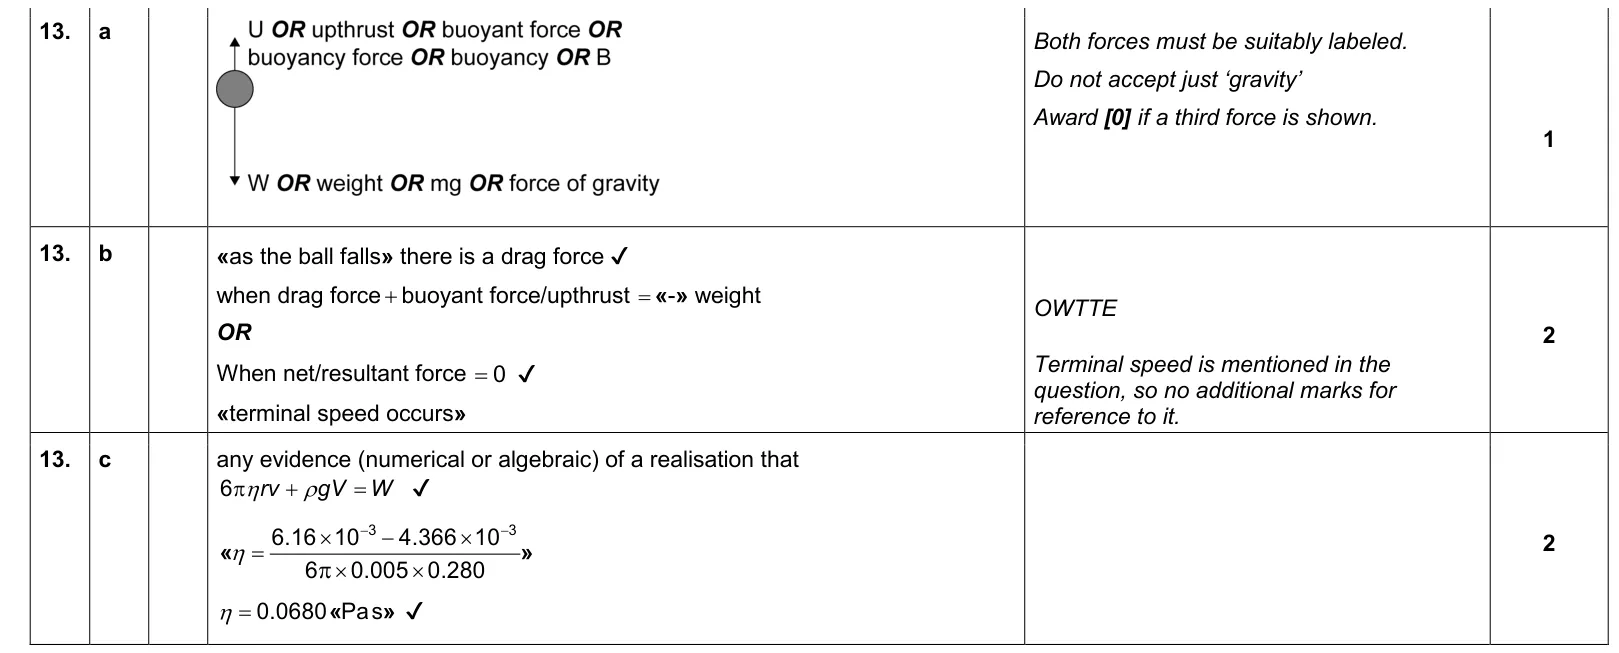 13. a U OR upthrust OR buoyant force OR
buoyancy force OR buoyancy OR B
W OR weight OR mg OR force of gravity
Both forces must be suitably labeled.
Do not accept just ‘gravity’
Award [0] if a third force is shown.
1
13. b «as the ball falls» there is a drag force ✓
when drag force + buoyant force/upthrust = «-» weight
OR
When net/resultant force = 0 ✓
«terminal speed occurs»
OWTTE
Terminal speed is mentioned in the
question, so no additional marks for
reference to it.
2
13. c any evidence (numerical or algebraic) of a realisation that
6πηrv + ρgV = W ✓
«η = (6.16×10⁻³ − 4.366×10⁻³) / (6π×0.005×0.280)»
η = 0.0680«Pas» ✓
2